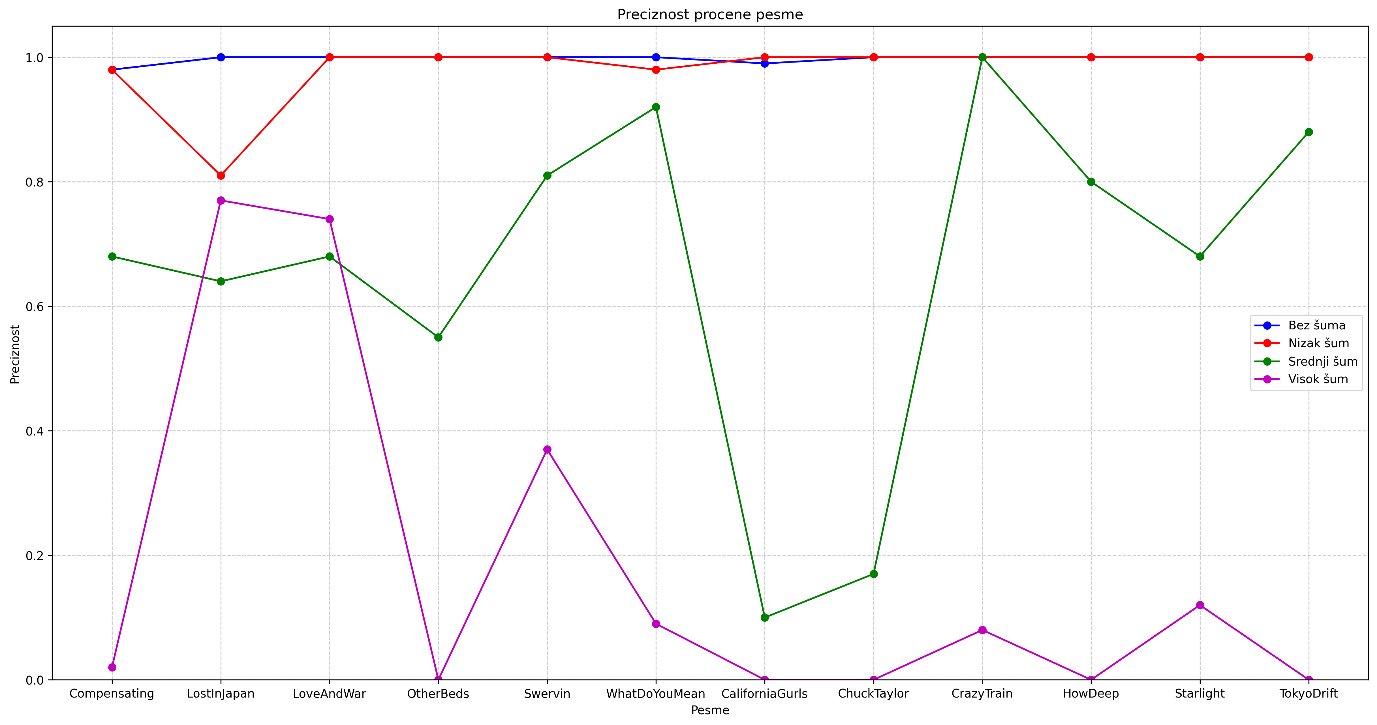 Preciznost procene pesme
Preciznost
1.0
0.8
0.6
0.4
0.2
0.0
Bez šuma
Nizak šum
Srednji šum
Visok šum
Compensating LostInJapan LoveAndWar OtherBeds Swervin WhatDoYouMean CaliforniaGurls ChuckTaylor CrazyTrain HowDeep Starlight TokyoDrift
Pesme